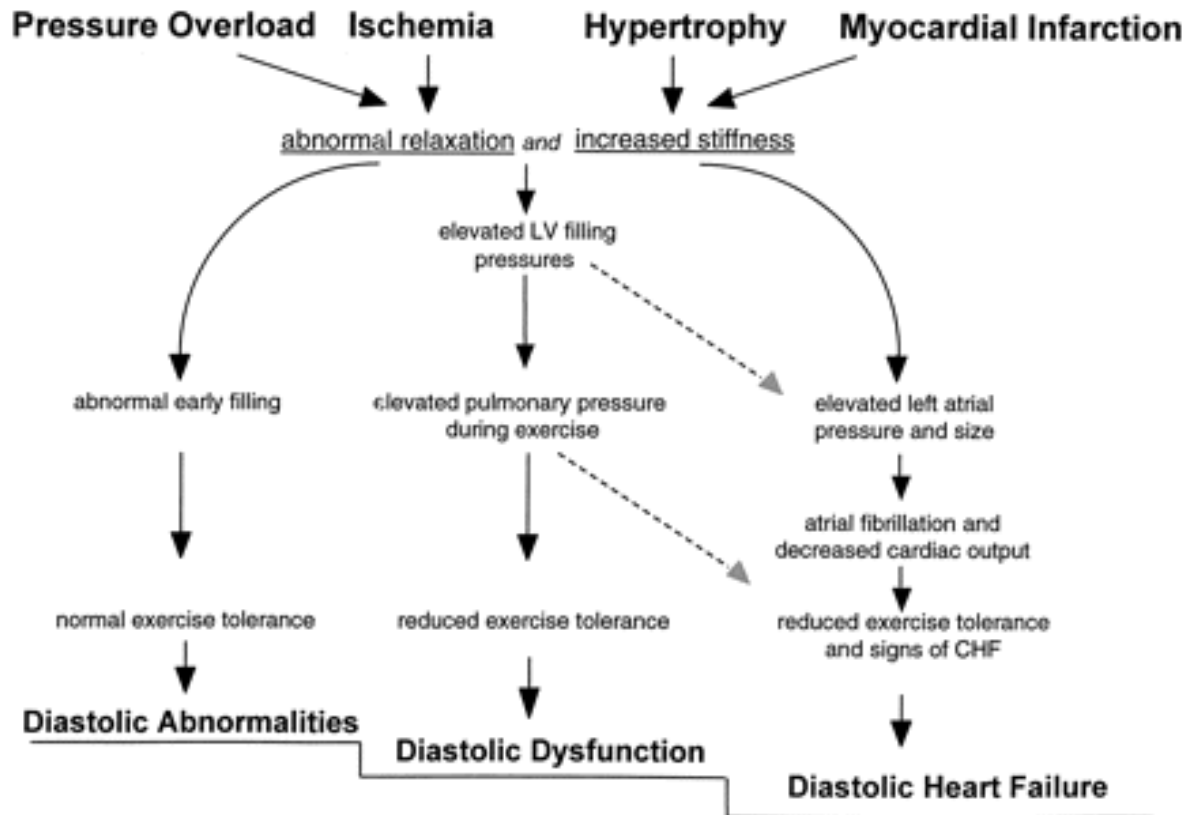 Pressure Overload Ischemia Hypertrophy Myocardial Infarction
abnormal relaxation and increased stiffness
elevated LV filling
pressures
abnormal early filling
elevated pulmonary pressure
during exercise
elevated left atrial
pressure and size
atrial fibrillation and
decreased cardiac output
normal exercise tolerance
reduced exercise tolerance
reduced exercise tolerance
and signs of CHF
Diastolic Abnormalities
Diastolic Dysfunction
Diastolic Heart Failure